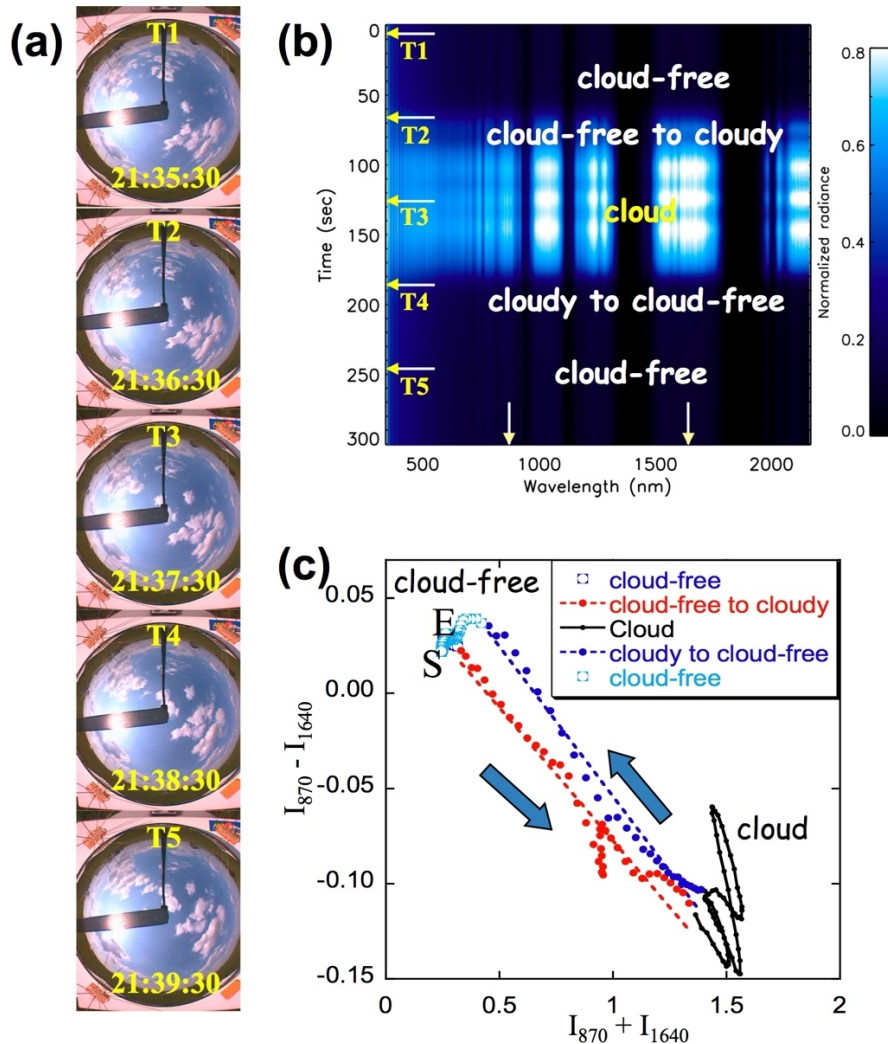 (a)
T1
21:35:30
T2
21:36:30
T3
21:37:30
T4
21:38:30
T5
21:39:30
(b)
0
50
100
150
200
250
300
Time (sec)
T1
T2
T3
T4
T5
cloud-free
cloud-free to cloudy
cloud
cloudy to cloud-free
cloud-free
500
1000
1500
2000
Wavelength (nm)
0.8
0.6
0.4
0.2
0.0
Normalized radiance
(c)
cloud-free
cloud-free
cloud-free to cloudy
Cloud
cloudy to cloud-free
cloud-free
E
S
cloud
0.05
0.00
-0.05
-0.10
-0.15
I870 - I1640
0
0.5
1
1.5
2
I870 + I1640